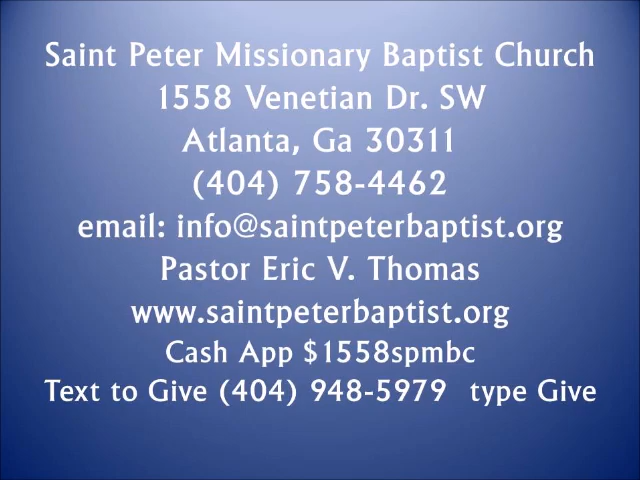 Saint Peter Missionary Baptist Church
1558 Venetian Dr. SW
Atlanta, Ga 30311
(404) 758-4462
email: info@saintpeterbaptist.org
Pastor Eric V. Thomas
www.saintpeterbaptist.org
Cash App $1558spmbc
Text to Give (404) 948-5979 type Give